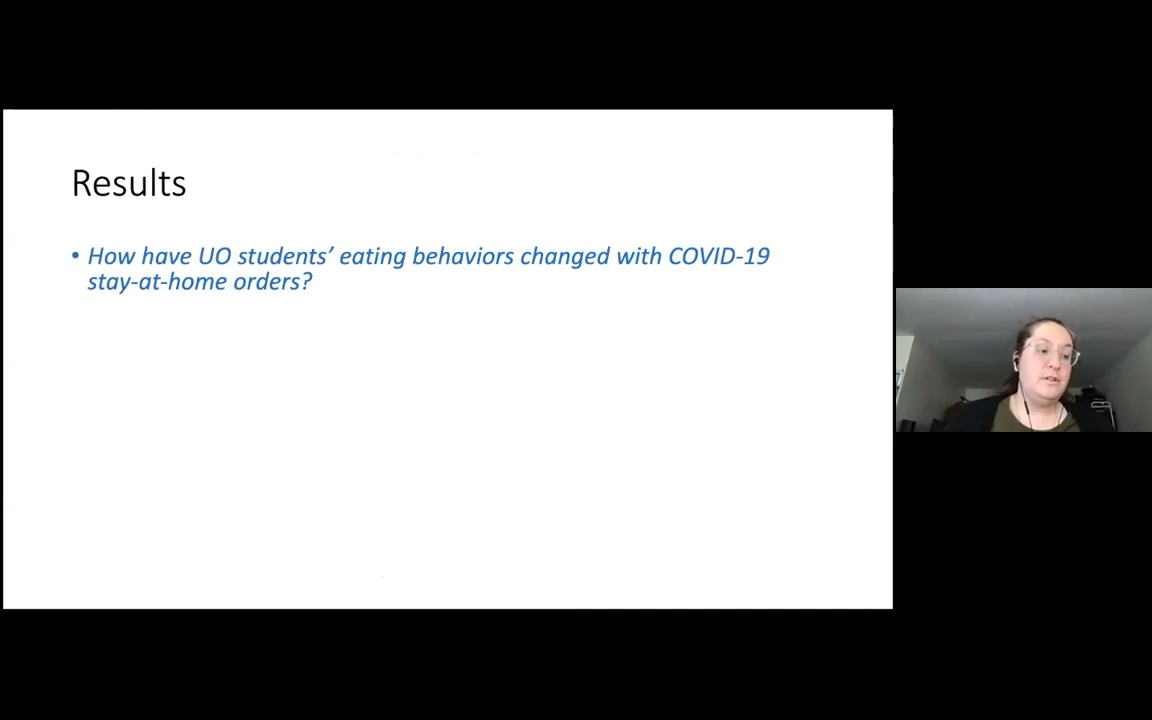 Results
• How have UO students’ eating behaviors changed with COVID-19
stay-at-home orders?